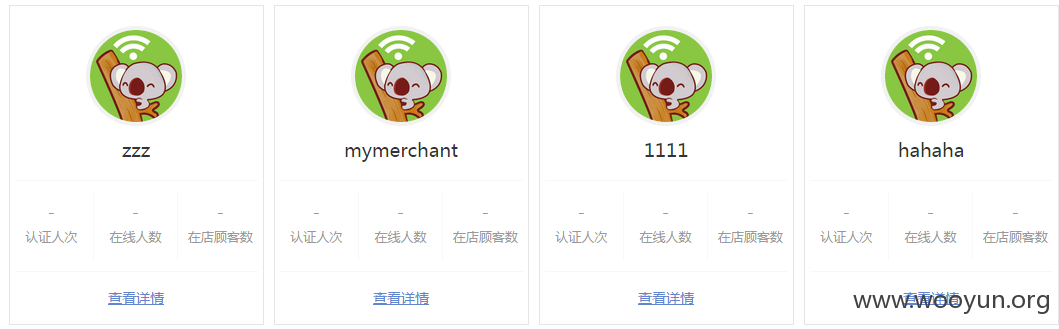 zzz
mymerchant
1111
hahaha
- - -
认证人次 在线人数 在店顾客数
- - -
认证人次 在线人数 在店顾客数
- - -
认证人次 在线人数 在店顾客数
- - -
认证人次 在线人数 在店顾客数
查看详情
查看详情
查看详情
查看详情
www.wooyun.org